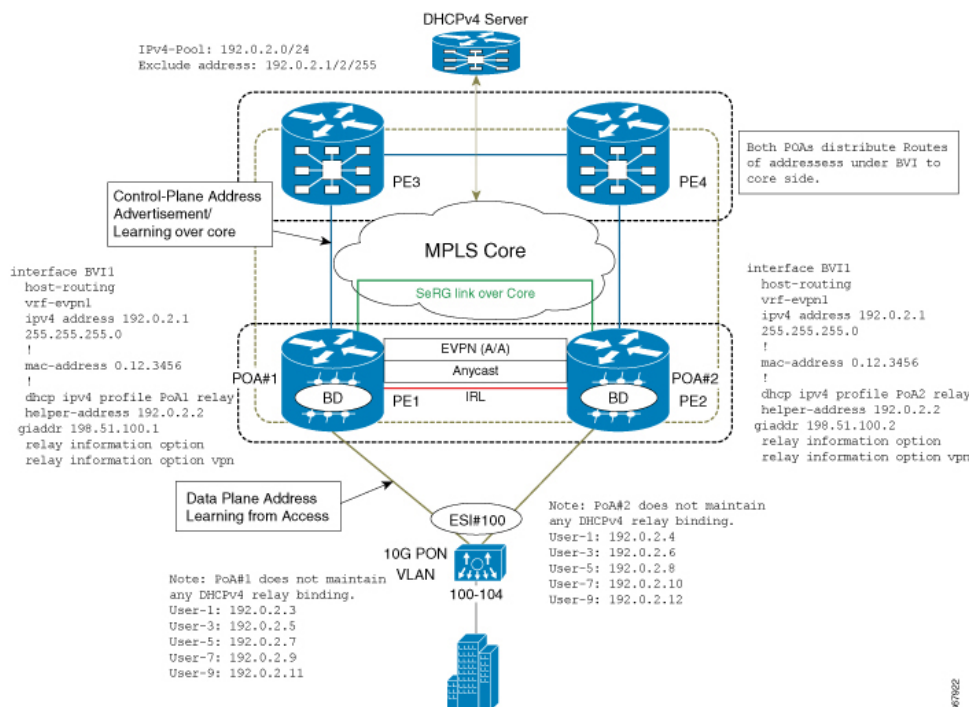 DHCPv4 Server
IPv4-Pool: 192.0.2.0/24
Exclude address: 192.0.2.1/2/255
PE3
PE4
Both POAs distribute Routes
of addressess under BVI to
core side.
Control-Plane Address
Advertisement/
Learning over core
MPLS Core
SeRG link over Core
interface BVI1
host-routing
vrf-evpn1
ipv4 address 192.0.2.1
255.255.255.0
!
mac-address 0.12.3456
!
dhcp ipv4 profile PoA1 relay
helper-address 192.0.2.2
giaddr 198.51.100.1
relay information option
relay information option vpn
interface BVI1
host-routing
vrf-evpn1
ipv4 address 192.0.2.1
255.255.255.0
!
mac-address 0.12.3456
!
dhcp ipv4 profile PoA2 relay
helper-address 192.0.2.2
giaddr 198.51.100.2
relay information option
relay information option vpn
EVPN (A/A)
Anycast
IRL
POA#1
BD
PE1
POA#2
BD
PE2
Data Plane Address
Learning from Access
ESI#100
10G PON
VLAN
100-104
Note: PoA#2 does not maintain
any DHCPv4 relay binding.
User-1: 192.0.2.4
User-3: 192.0.2.6
User-5: 192.0.2.8
User-7: 192.0.2.10
User-9: 192.0.2.12
Note: PoA#1 does not maintain
any DHCPv4 relay binding.
User-1: 192.0.2.3
User-3: 192.0.2.5
User-5: 192.0.2.7
User-7: 192.0.2.9
User-9: 192.0.2.11
67922